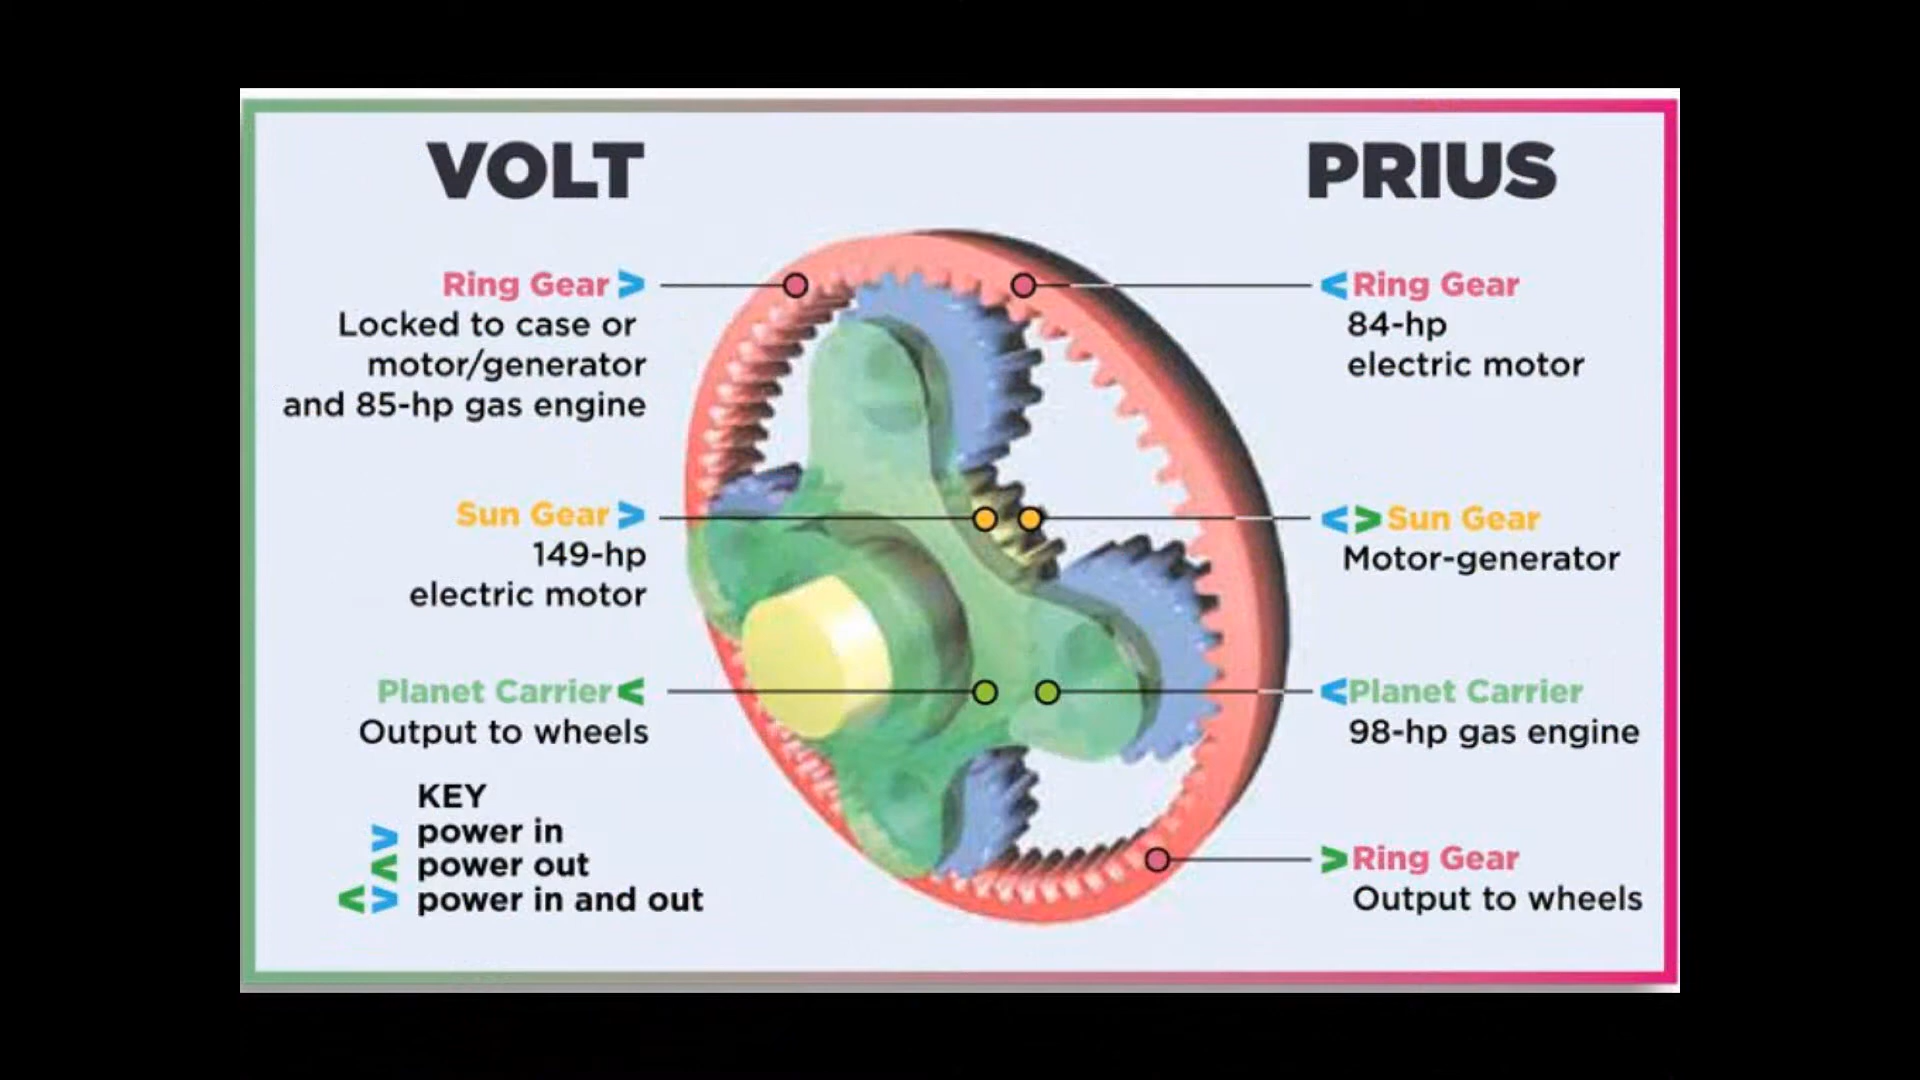 VOLT
Ring Gear >
Locked to case or
motor/generator
and 85-hp gas engine
Sun Gear >
149-hp
electric motor
Planet Carrier <
Output to wheels
KEY
> power in
< power out
<> power in and out
PRIUS
< Ring Gear
84-hp
electric motor
<> Sun Gear
Motor-generator
< Planet Carrier
98-hp gas engine
> Ring Gear
Output to wheels